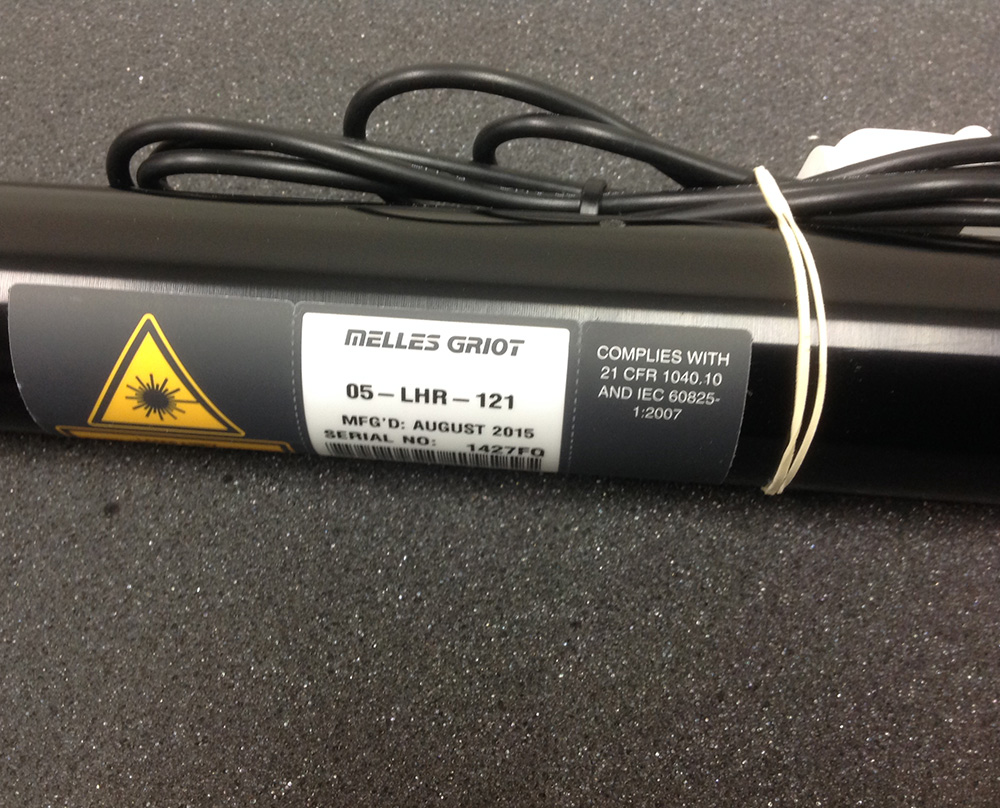 MELLES GRIOT
05-LHR-121
MFG'D: AUGUST 2015
SERIAL NO: 1427FQ
COMPLIES WITH
21 CFR 1040.10
AND IEC 60825-
1:2007